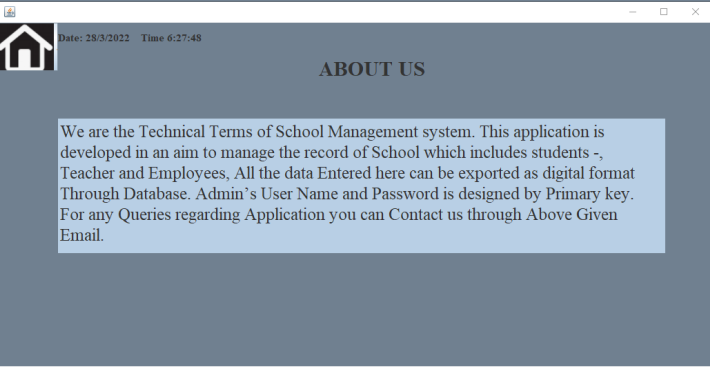 Date: 28/3/2022 Time 6:27:48
ABOUT US
We are the Technical Terms of School Management system. This application is
developed in an aim to manage the record of School which includes students -,
Teacher and Employees, All the data Entered here can be exported as digital format
Through Database. Admin's User Name and Password is designed by Primary key.
For any Queries regarding Application you can Contact us through Above Given
Email.